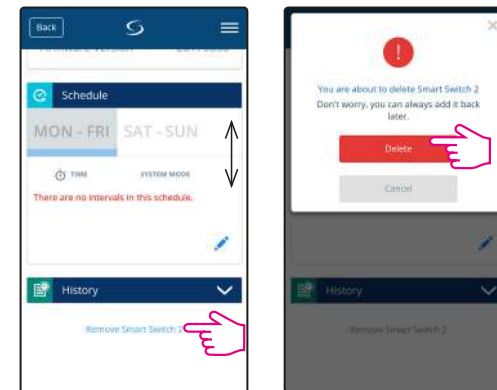 Back
Schedule
MON - FRI SAT - SUN
TIME SYSTEM MODE
There are no intervals in this schedule.
History
Remove Smart Switch 2
You are about to delete Smart Switch 2
Don't worry, you can always add it back
later.
Delete
Cancel
History
Remove Smart Switch 2